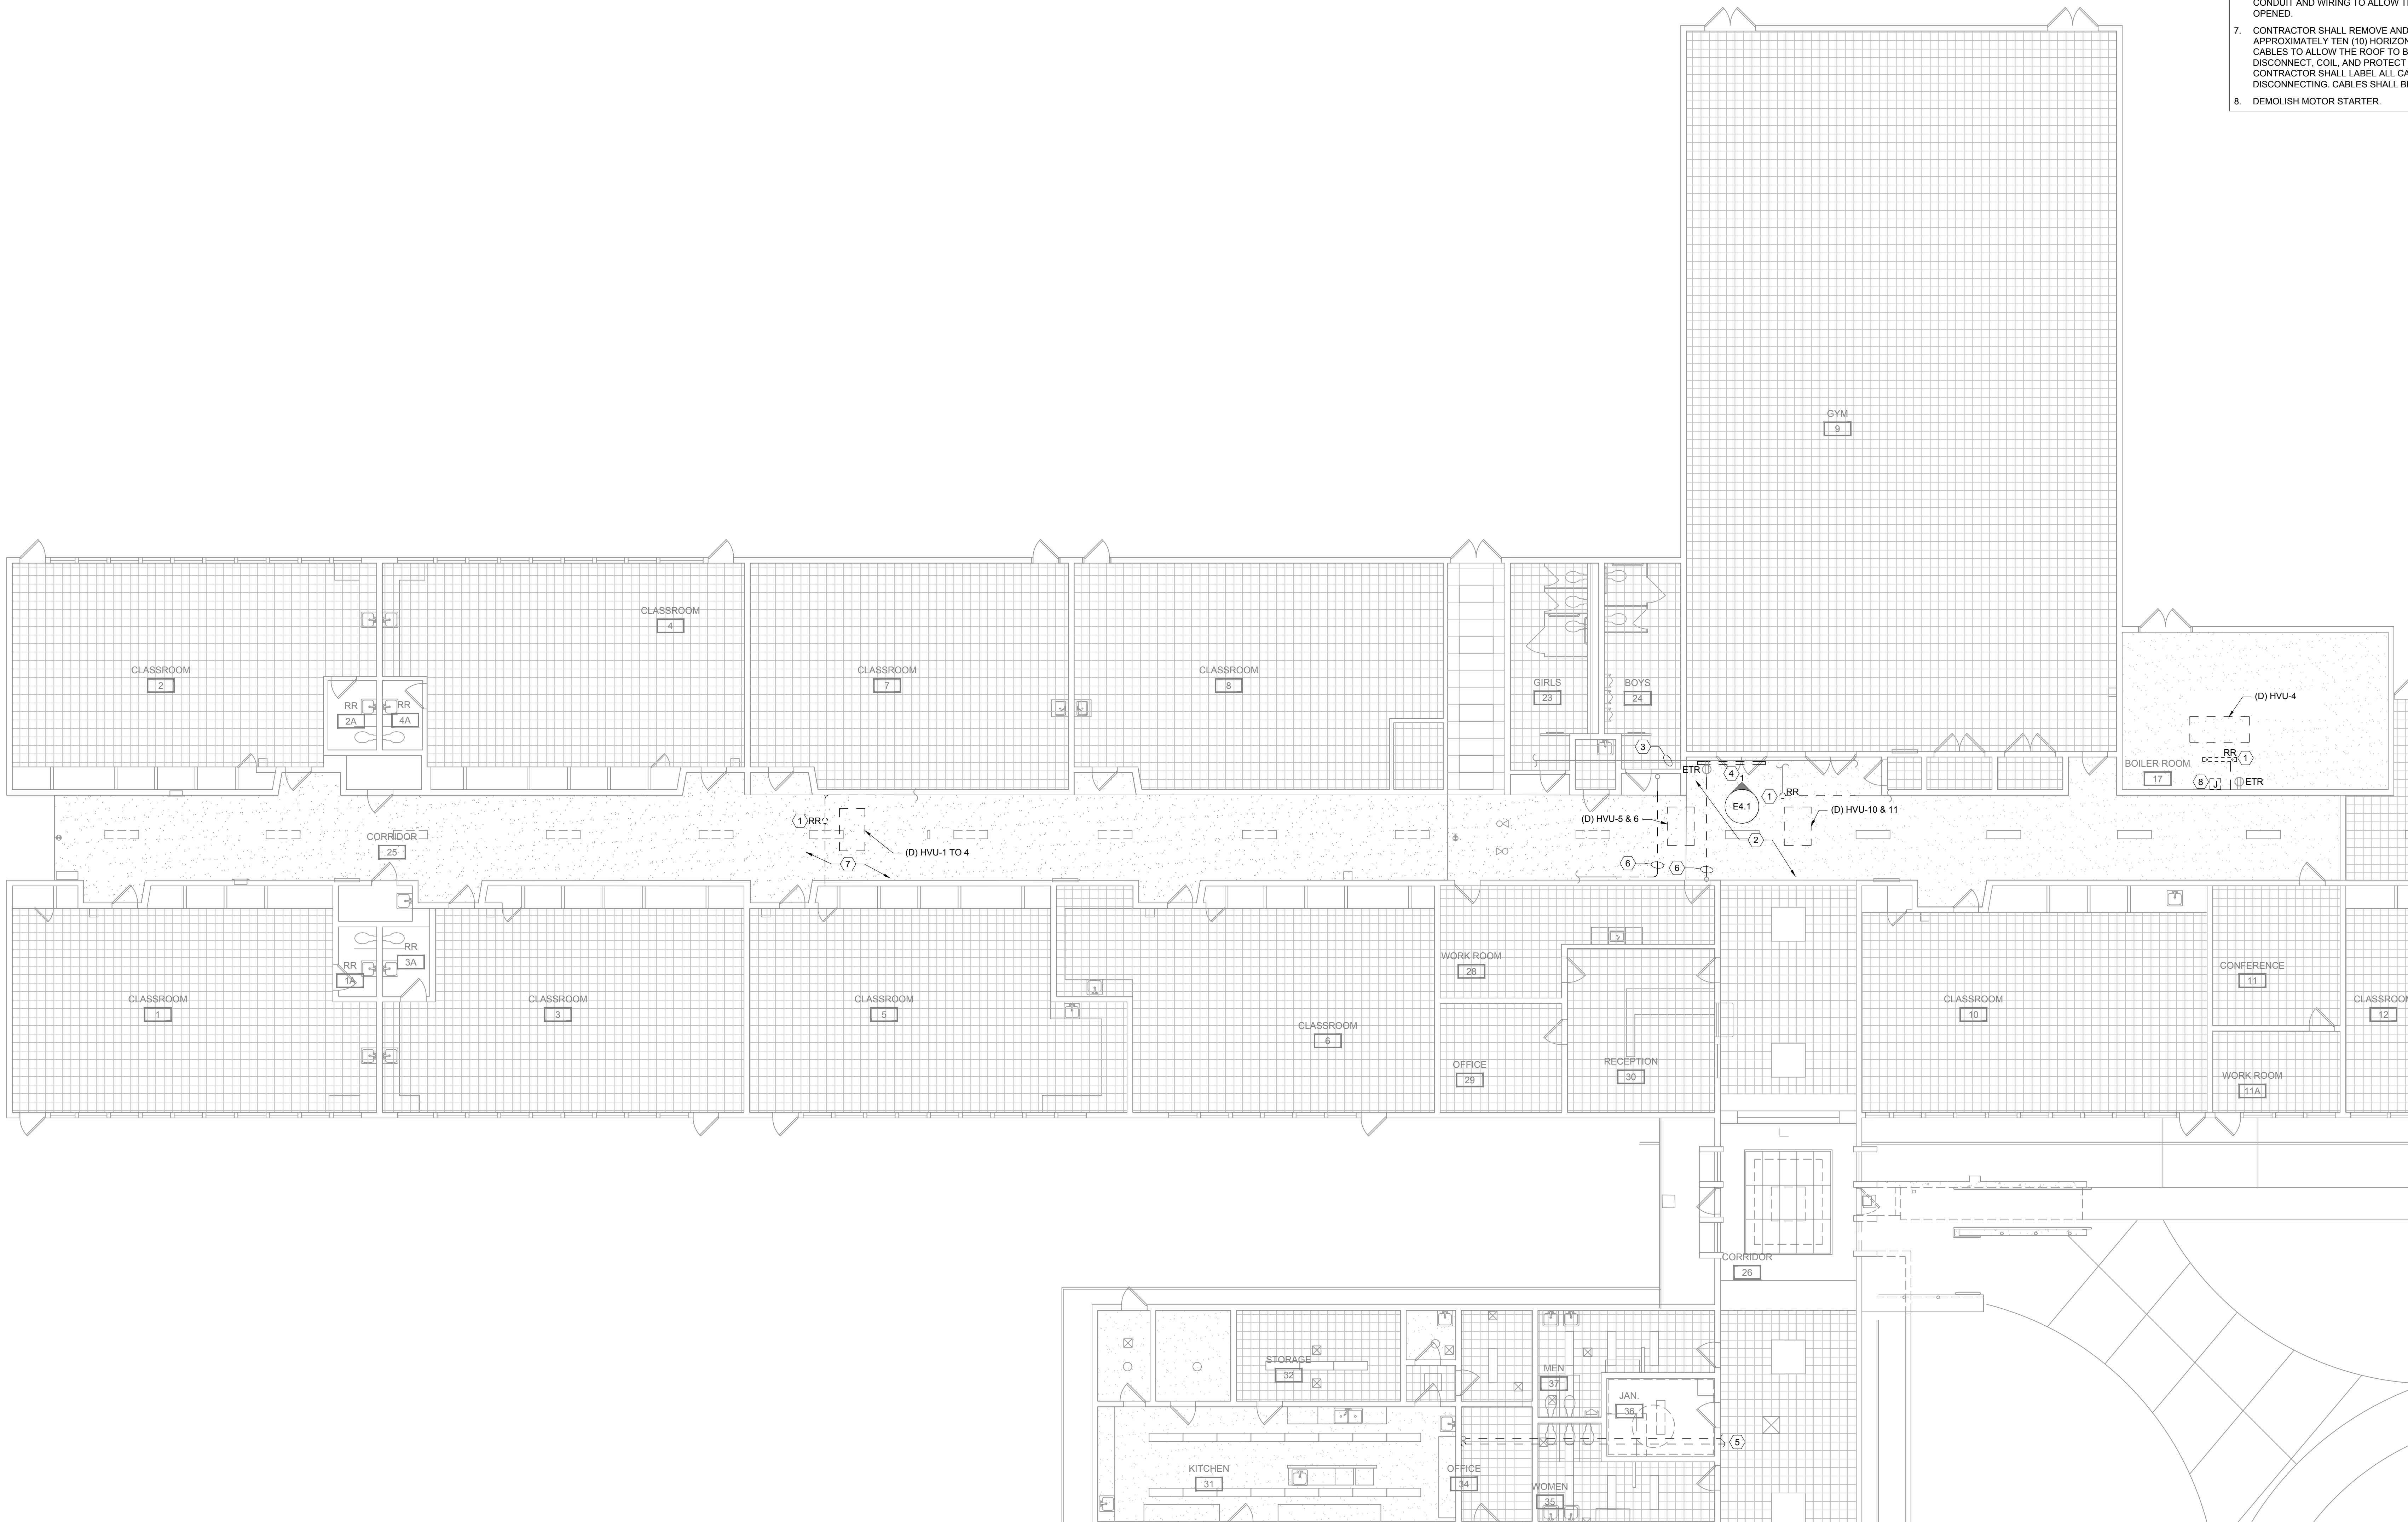 CONDUIT AND WIRING TO ALLOW
OPENED.
7. CONTRACTOR SHALL REMOVE AND
APPROXIMATELY TEN (10)
CABLES TO ALLOW THE ROOF TO
DISCONNECT, COIL, AND PROTECT
CONTRACTOR SHALL LABEL ALL
DISCONNECTING. CABLES SHALL
8. DEMOLISH MOTOR STARTER.
GYM
9
CLASSROOM
4
CLASSROOM
2
CLASSROOM
7
CLASSROOM
8
GIRLS
23
BOYS
24
RR
2A
RR
4A
(D) HVU-4
RR
1
BOILER ROOM
17
8
J
ETR
3
ETR
4
1
E4.1
1
RR
(D) HVU-10 & 11
(D) HVU-5 & 6
2
1
RR
(D) HVU-1 TO 4
7
6
6
CORRIDOR
25
RR
3A
RR
1A
CLASSROOM
1
CLASSROOM
3
CLASSROOM
5
CLASSROOM
6
WORK ROOM
28
OFFICE
29
RECEPTION
30
CLASSROOM
10
CONFERENCE
11
WORK ROOM
11A
CLASSROOM
12
CORRIDOR
26
STORAGE
32
MEN
37
JAN.
36
5
KITCHEN
31
OFFICE
34
WOMEN
35